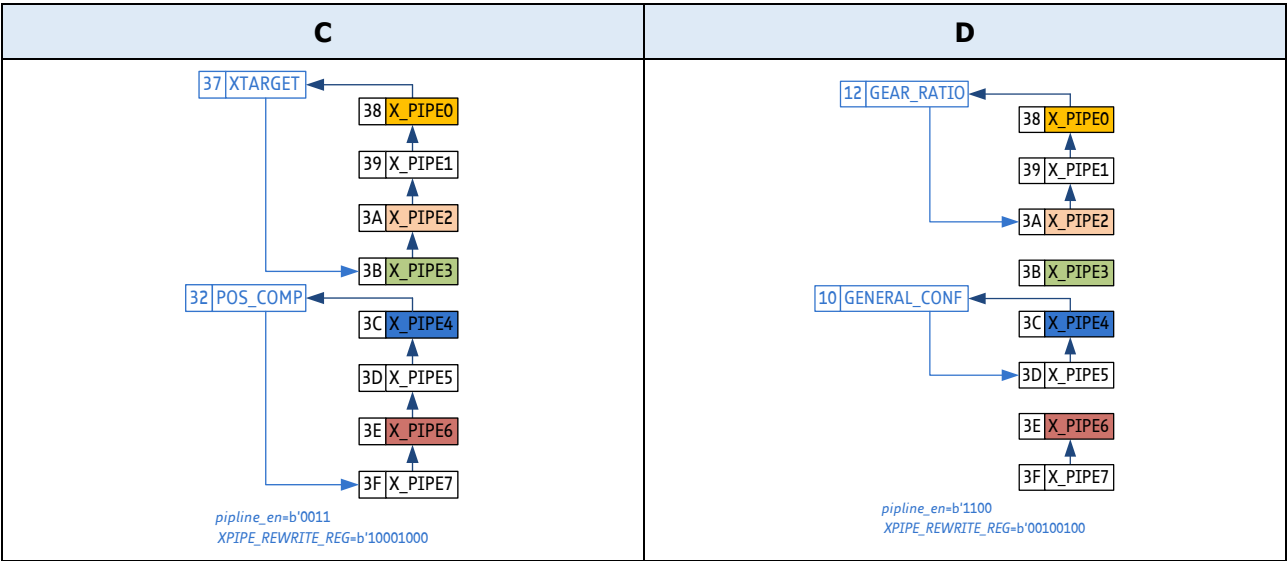 C
D
37 XTARGET
38 X_PIPE0
39 X_PIPE1
3A X_PIPE2
3B X_PIPE3
32 POS_COMP
3C X_PIPE4
3D X_PIPE5
3E X_PIPE6
3F X_PIPE7
pipline_en=b'0011
XPIPE_REWRITE_REG=b'10001000
12 GEAR_RATIO
38 X_PIPE0
39 X_PIPE1
3A X_PIPE2
3B X_PIPE3
10 GENERAL_CONF
3C X_PIPE4
3D X_PIPE5
3E X_PIPE6
3F X_PIPE7
pipline_en=b'1100
XPIPE_REWRITE_REG=b'00100100